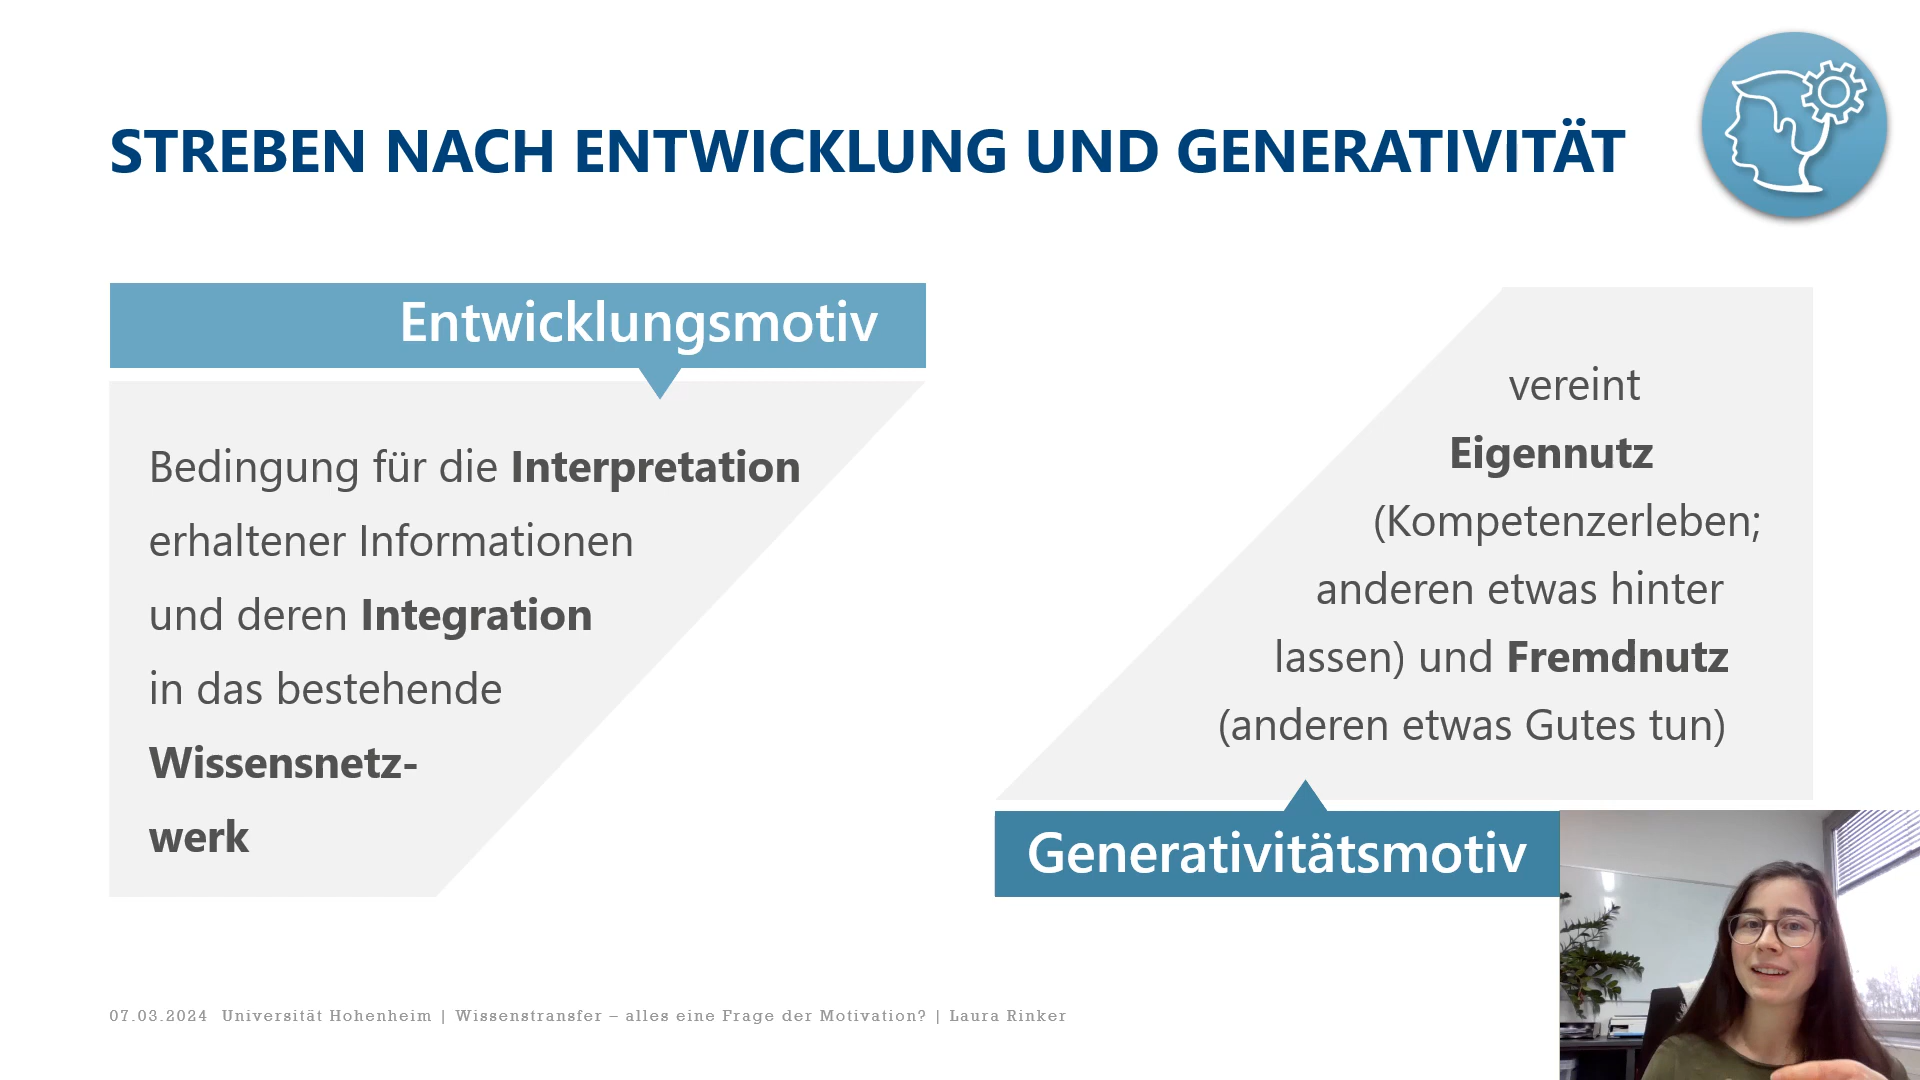 STREBEN NACH ENTWICKLUNG UND GENERATIVITÄT
Entwicklungsmotiv
Bedingung für die Interpretation
erhaltener Informationen
und deren Integration
in das bestehende
Wissensnetz-
werk
vereint
Eigennutz
(Kompetenzerleben;
anderen etwas hinter
lassen) und Fremdnutz
(anderen etwas Gutes tun)
Generativitätsmotiv
07.03.2024 Universität Hohenheim | Wissenstransfer – alles eine Frage der Motivation? | Laura Rinker